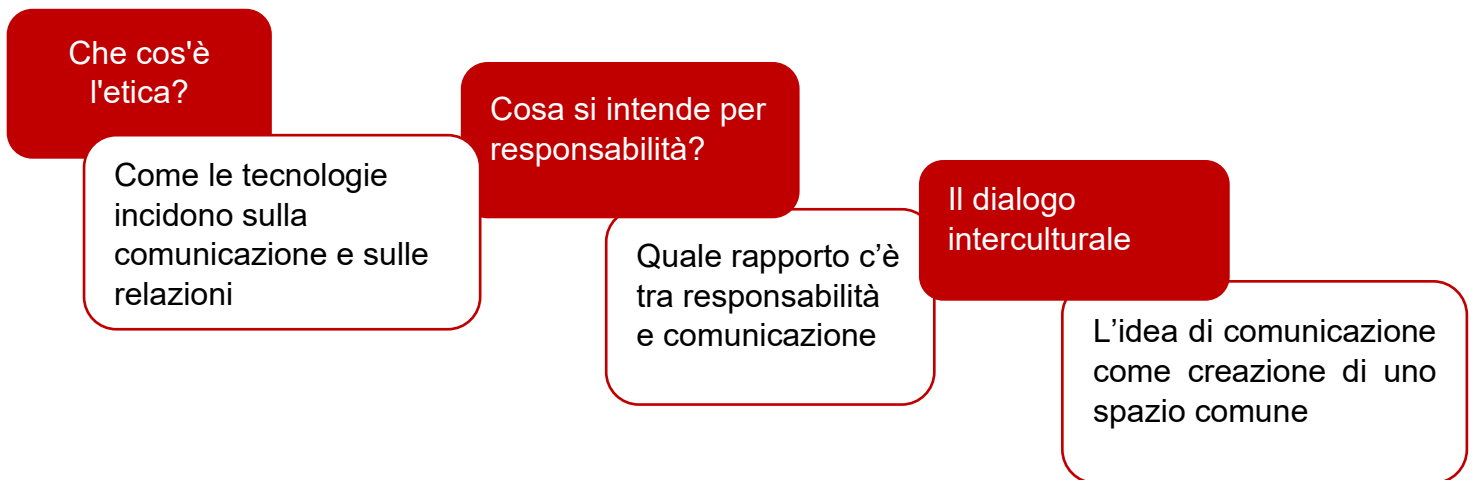 Che cos'è
l'etica?
Come le tecnologie
incidono sulla
comunicazione e sulle
relazioni
Cosa si intende per
responsabilità?
Quale rapporto c’è
tra responsabilità
e comunicazione
Il dialogo
interculturale
L’idea di comunicazione
come creazione di uno
spazio comune